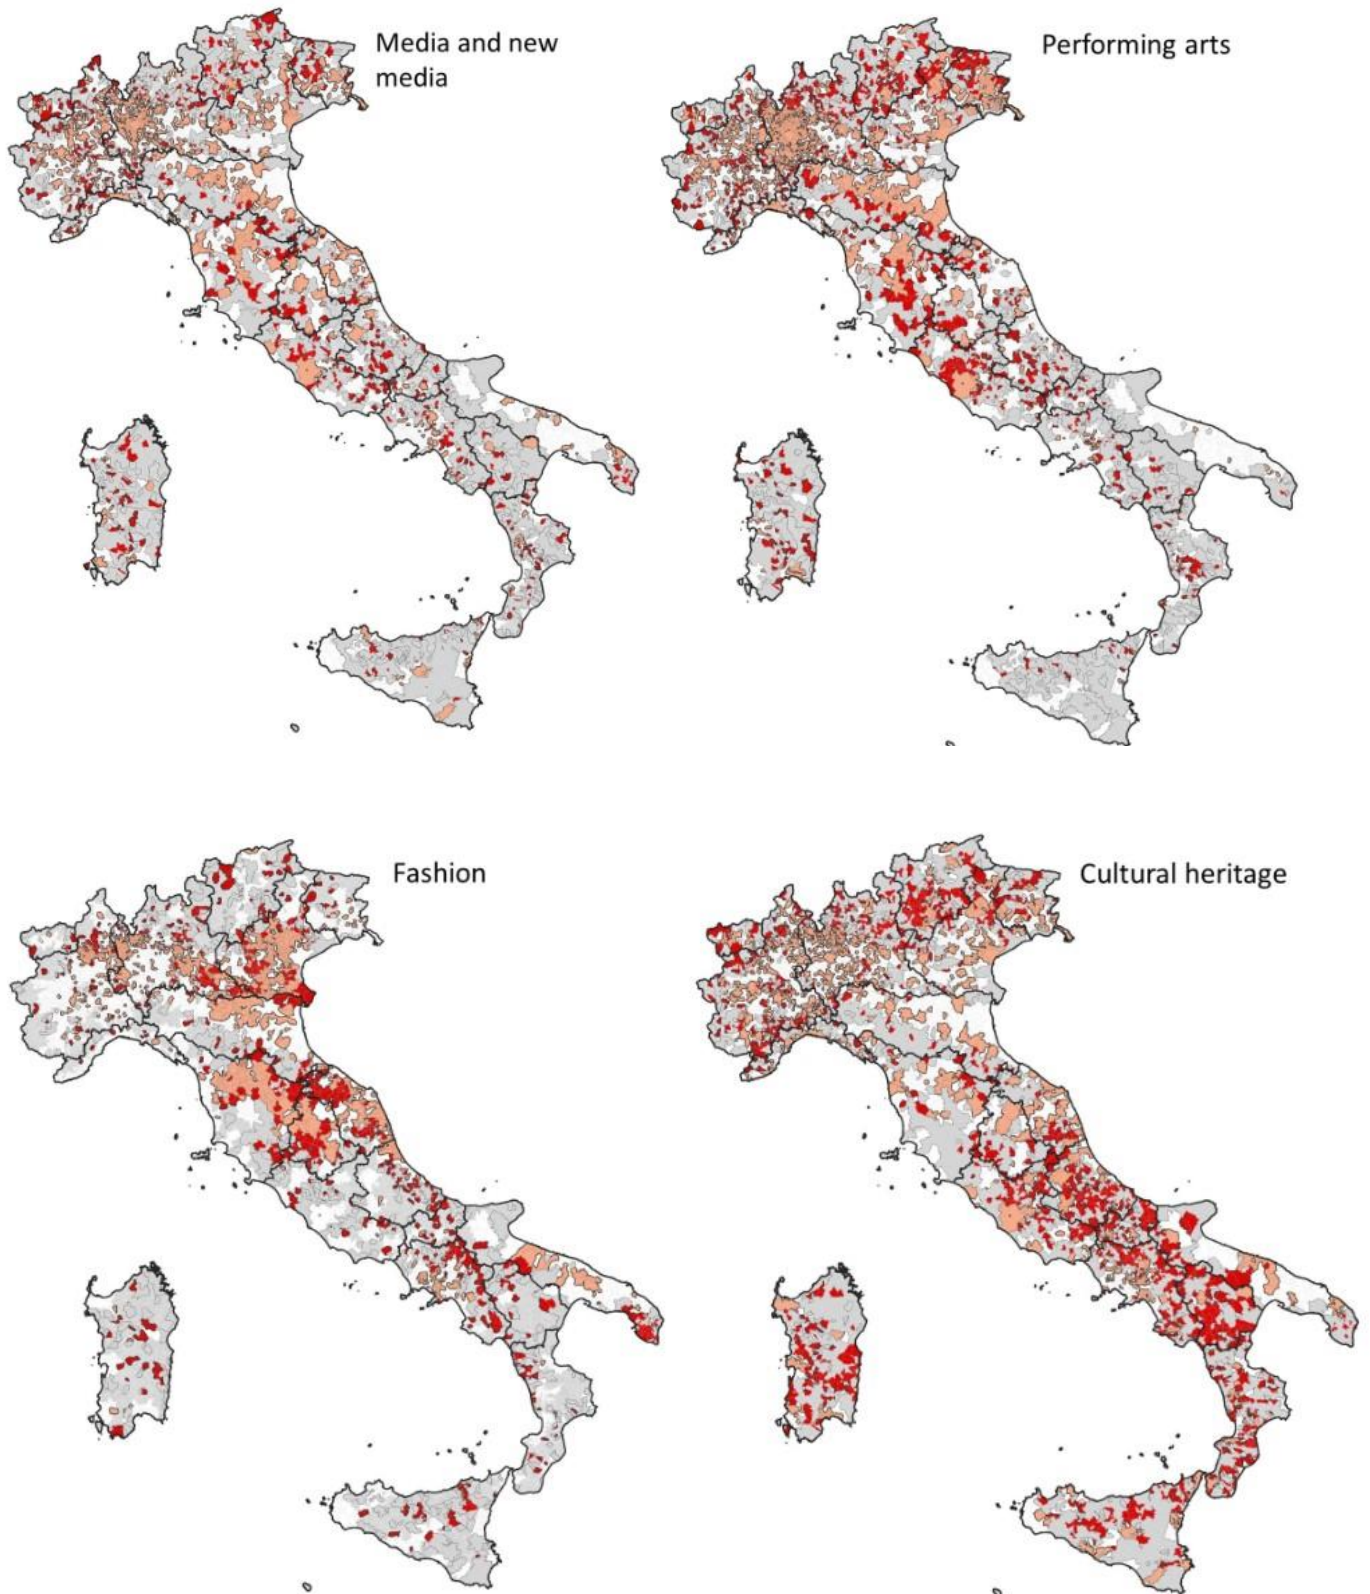 Media and new
media
Performing arts
Fashion
Cultural heritage